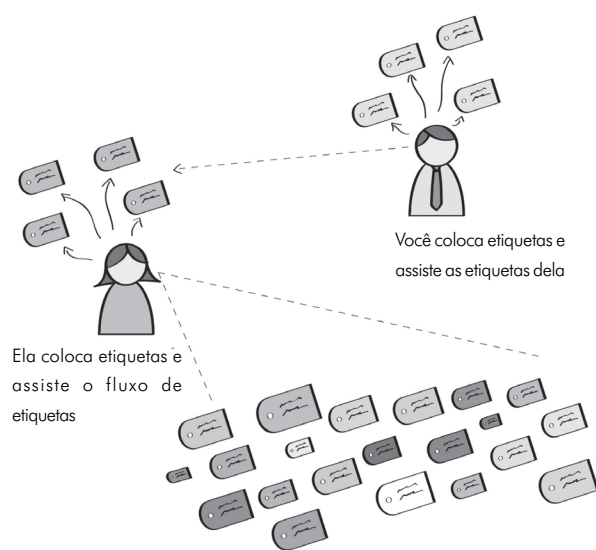 Você coloca etiquetas e
assiste as etiquetas dela
Ela coloca etiquetas e
assiste o fluxo de
etiquetas